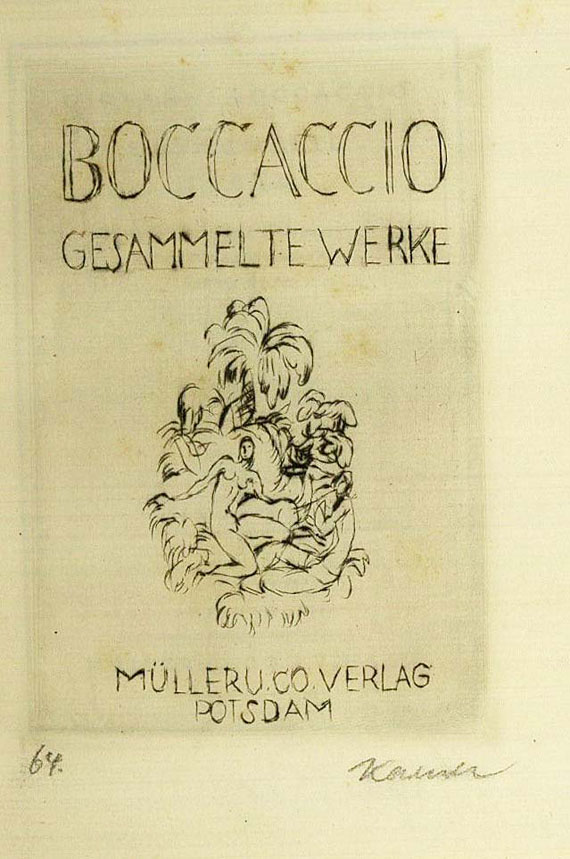 BOCCACCIO
GESAMMELTE WERKE
MÜLLER U. CO. VERLAG
POTSDAM
64.